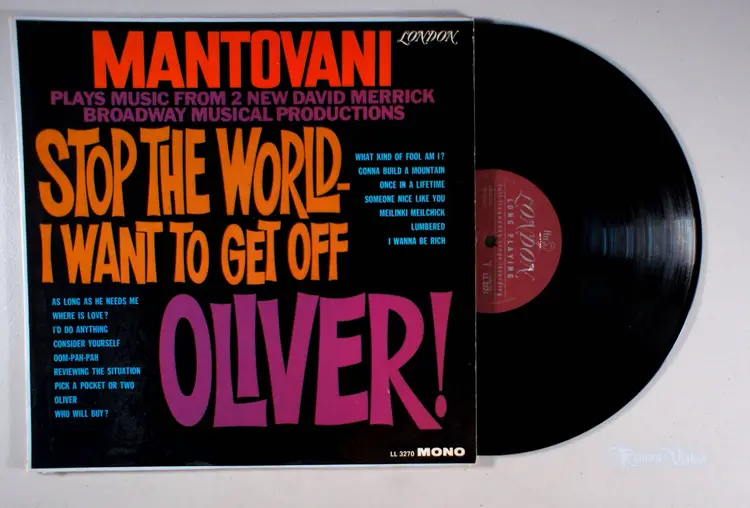 MANTOVANI
LONDON
PLAYS MUSIC FROM 2 NEW DAVID MERRICK
BROADWAY MUSICAL PRODUCTIONS
STOP THE WORLD-
I WANT TO GET OFF
WHAT KIND OF FOOL AM I?
GONNA BUILD A MOUNTAIN
ONCE IN A LIFETIME
SOMEONE NICE LIKE YOU
MEILINKI MEILCHICK
LUMBERED
I WANNA BE RICH
AS LONG AS HE NEEDS ME
WHERE IS LOVE?
I'D DO ANYTHING
CONSIDER YOURSELF
OOM-PAH-PAH
REVIEWING THE SITUATION
PICK A POCKET OR TWO
OLIVER
WHO WILL BUY?
OLIVER!
LL 3270 MONO
LONDON
LONG PLAYING